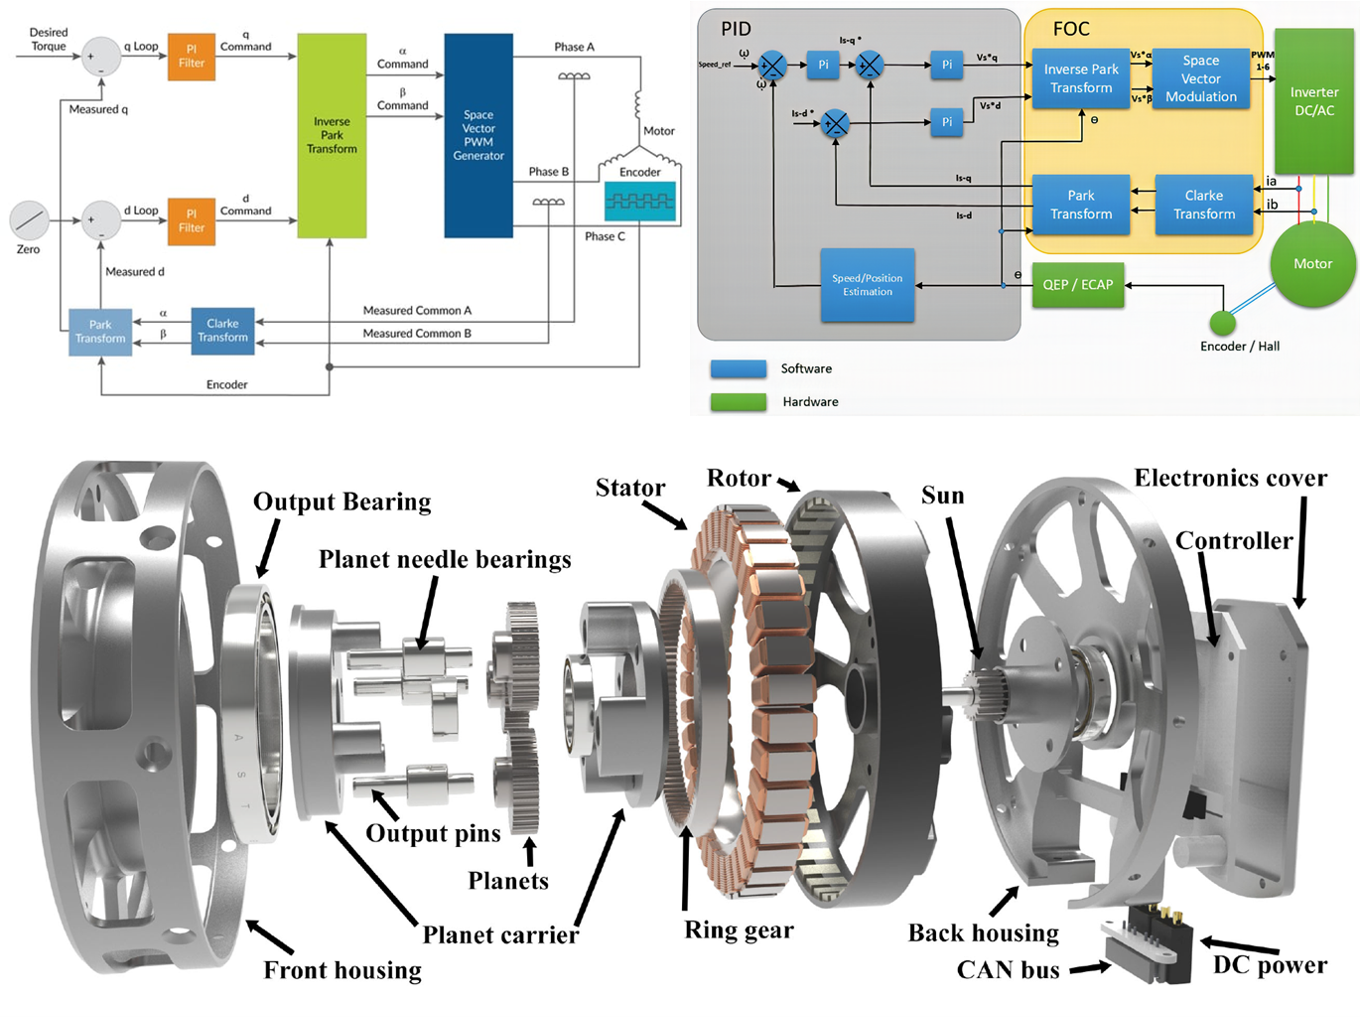 Desired
Torque
+
−
q Loop
PI
Filter
q
Command
Measured q
Inverse
Park
Transform
α
Command
β
Command
Space
Vector
PWM
Generator
Phase A
Motor
Phase B
Encoder
Phase C
Zero
+
−
d Loop
PI
Filter
d
Command
Measured d
Park
Transform
α
β
Clarke
Transform
Measured Common A
Measured Common B
Encoder
PID
FOC
Speed_ref
ω̇
ω̇
+
−
Pi
Is-q *
+
−
Pi
Vs*q
Is-d *
+
−
Pi
Vs*d
Inverse Park
Transform
Vs*α
Vs*β
Space
Vector
Modulation
PWM
1-6
Inverter
DC/AC
ɵ
Is-q
Is-d
Park
Transform
Clarke
Transform
ia
ib
Speed/Position
Estimation
ɵ
QEP / ECAP
Motor
Encoder / Hall
Software
Hardware
Output Bearing
Planet needle bearings
Stator
Rotor
Sun
Electronics cover
Controller
A S T
Output pins
Planets
Planet carrier
Front housing
Ring gear
Back housing
CAN bus
DC power